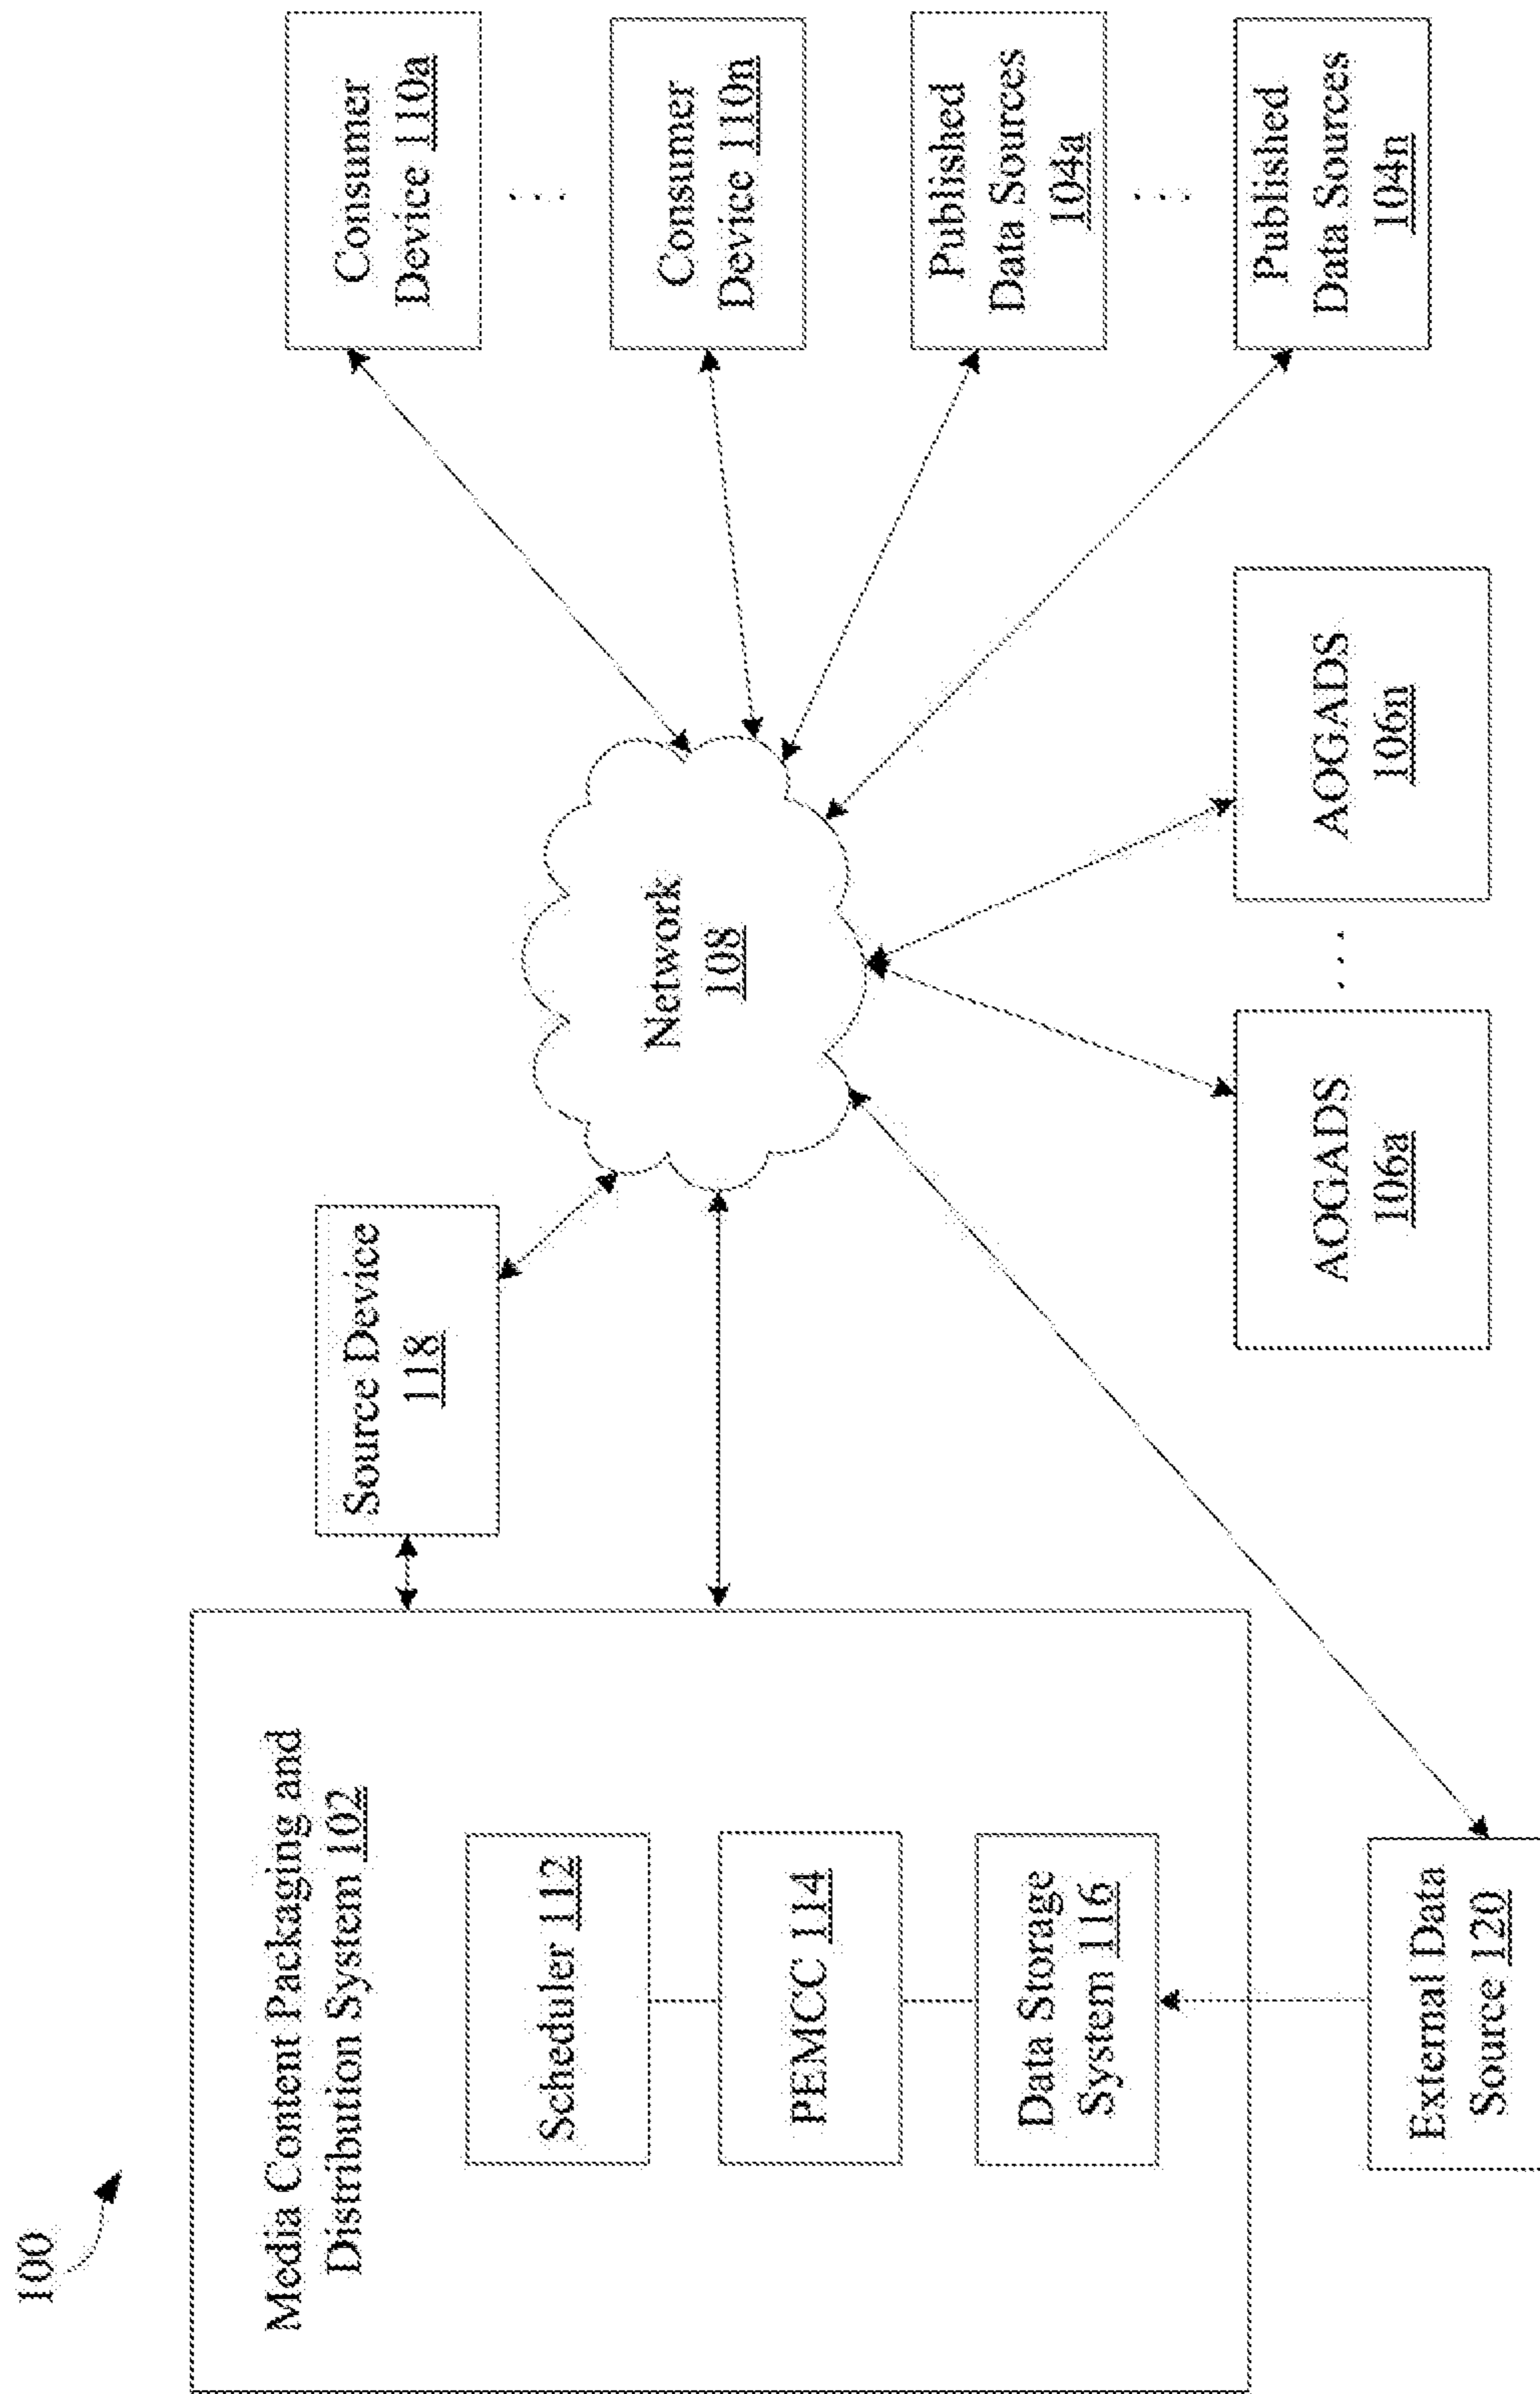 100
Media Content Packaging and
Distribution System 102
Scheduler 112
PEMCC 114
Data Storage
System 116
External Data
Source 120
Source Device
118
Network
108
AOGADS
106a
. . .
AOGADS
106n
Consumer
Device 110a
. . .
Consumer
Device 110n
Published
Data Sources
104a
. . .
Published
Data Sources
104n